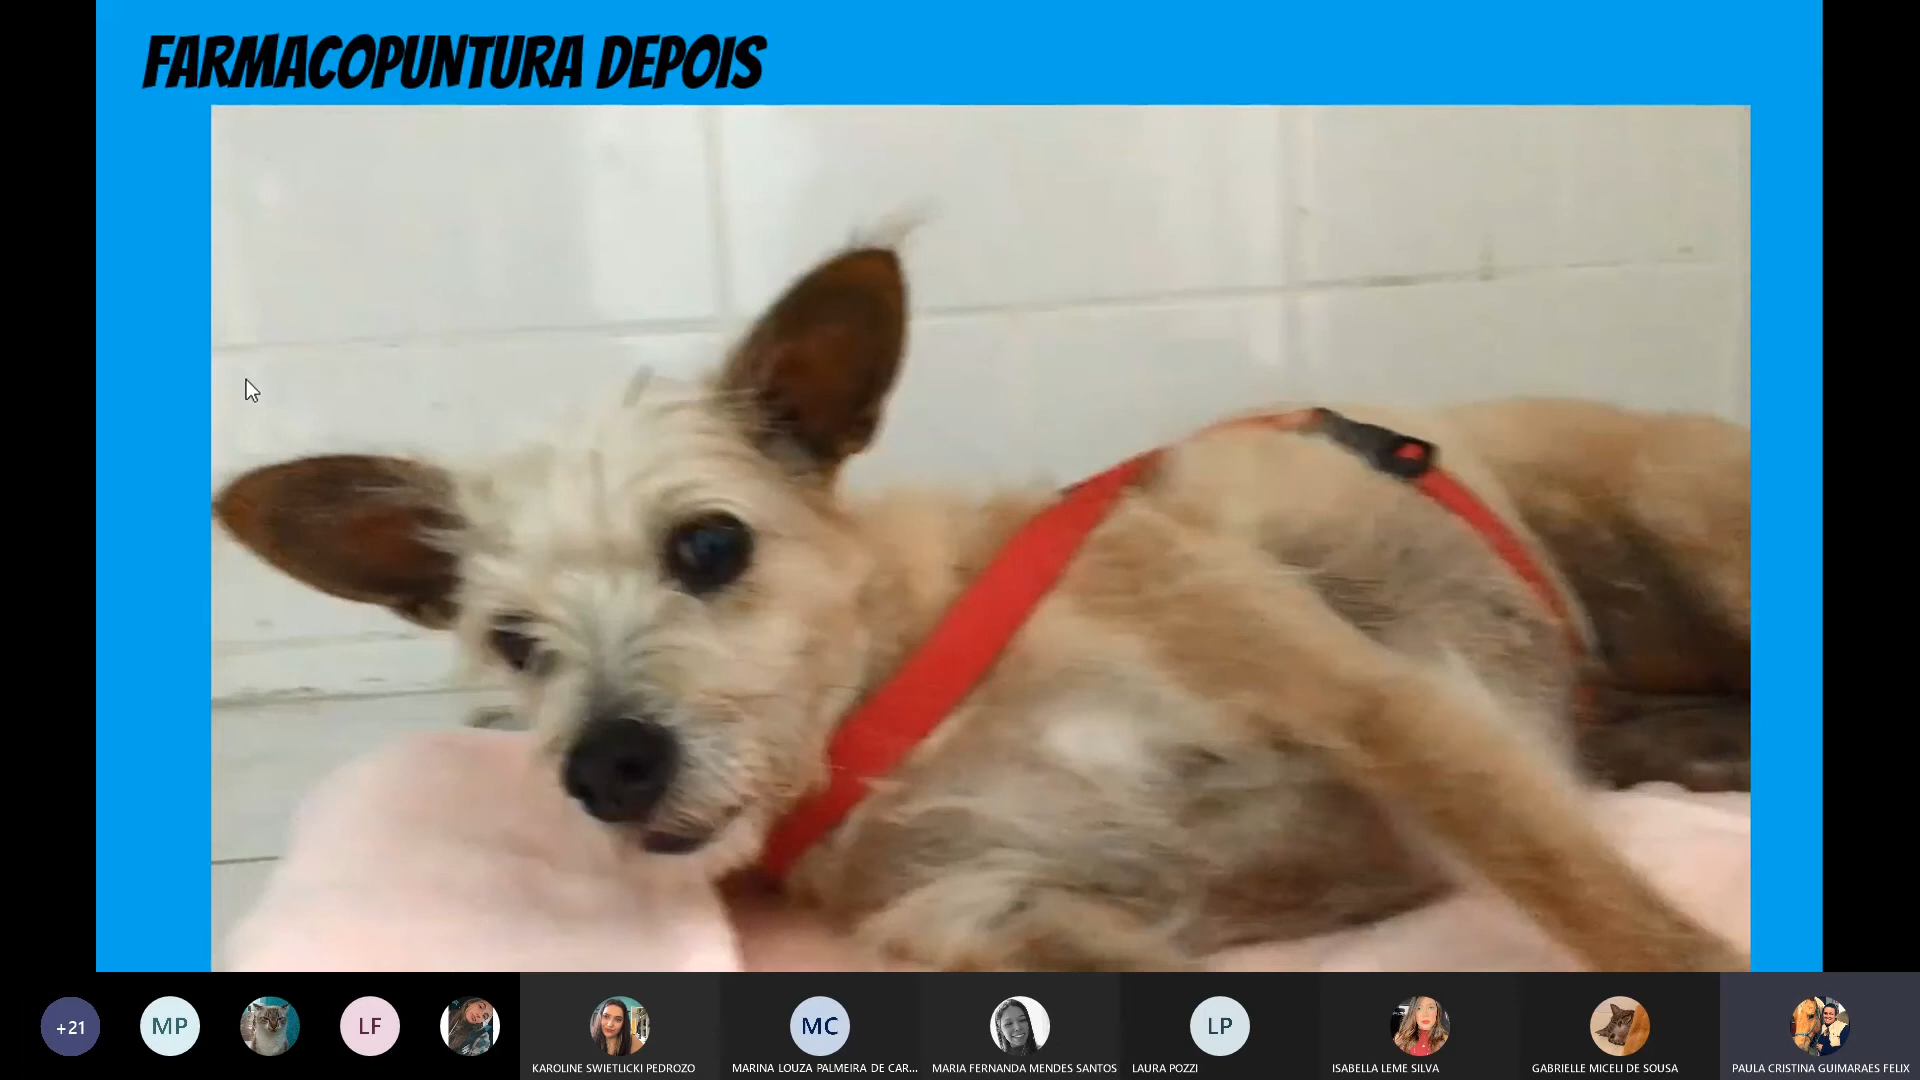 FARMACOPUNTURA DEPOIS
+21
MP
LF
MC
LP
KAROLINE SWIETLICKI PEDROZO
MARINA LOUZA PALMEIRA DE CAR...
MARIA FERNANDA MENDES SANTOS
LAURA POZZI
ISABELLA LEME SILVA
GABRIELLE MICELI DE SOUSA
PAULA CRISTINA GUIMARAES FELIX